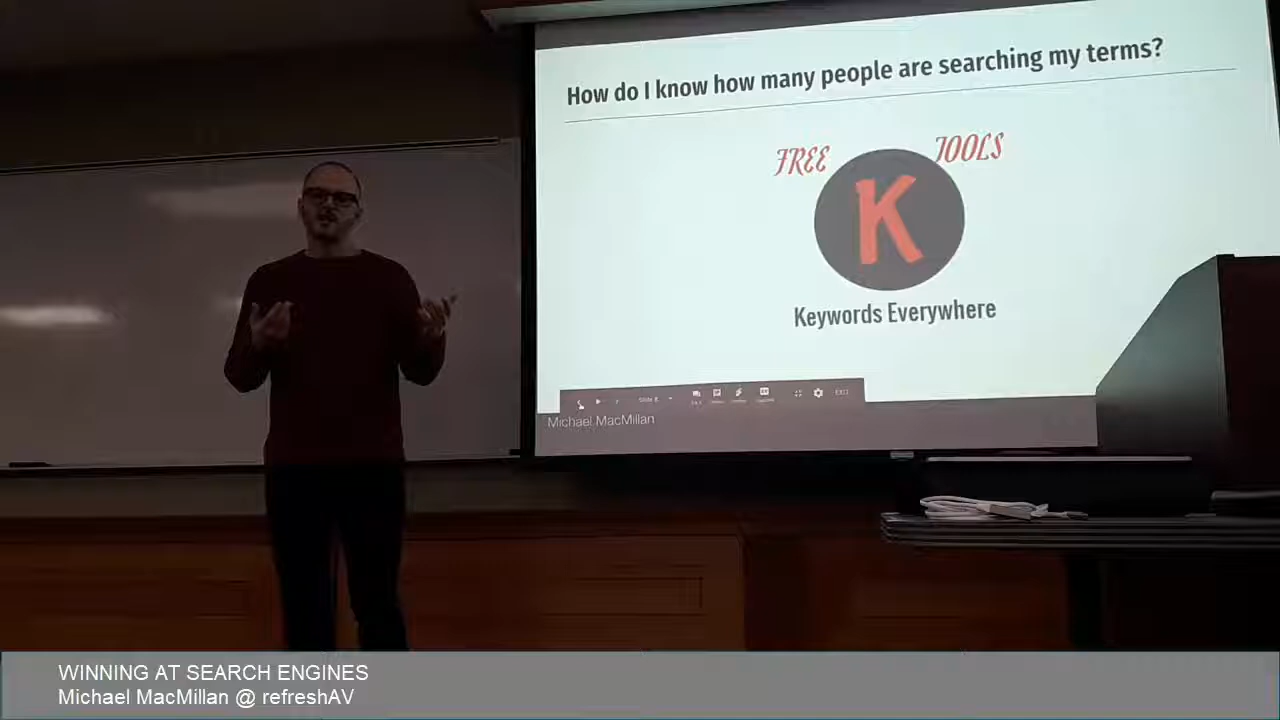 How do I know how many people are searching my terms?
FREE TOOLS
K
Keywords Everywhere
EXIT
Michael MacMillan
WINNING AT SEARCH ENGINES
Michael MacMillan @ refreshAV